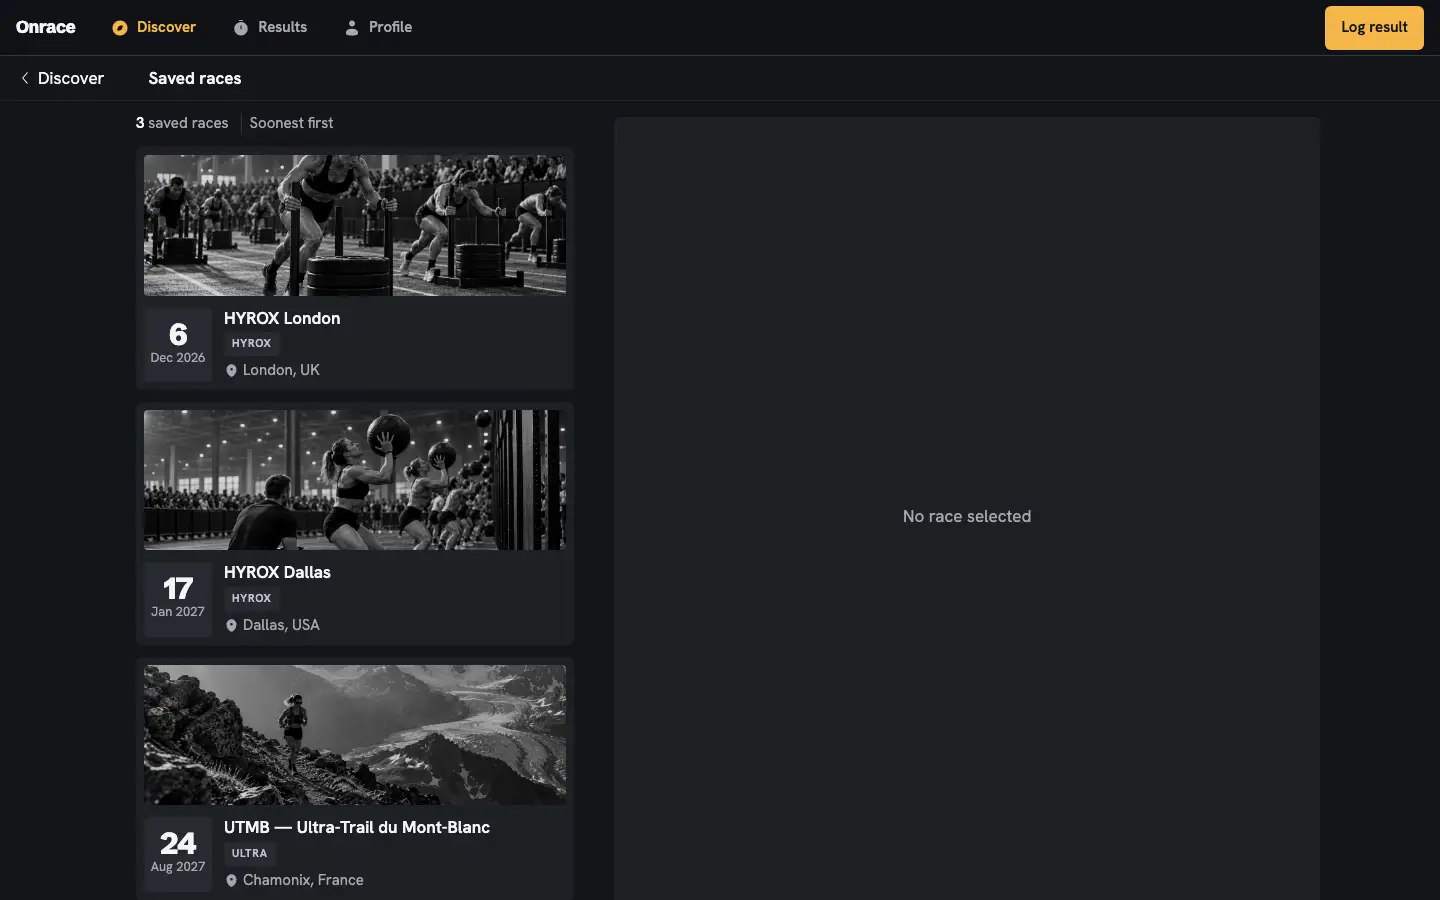 Onrace
Discover
Results
Profile
Log result
Discover
Saved races
3 saved races
Soonest first
6
Dec 2026
HYROX London
HYROX
London, UK
17
Jan 2027
HYROX Dallas
HYROX
Dallas, USA
24
Aug 2027
UTMB — Ultra-Trail du Mont-Blanc
ULTRA
Chamonix, France
No race selected